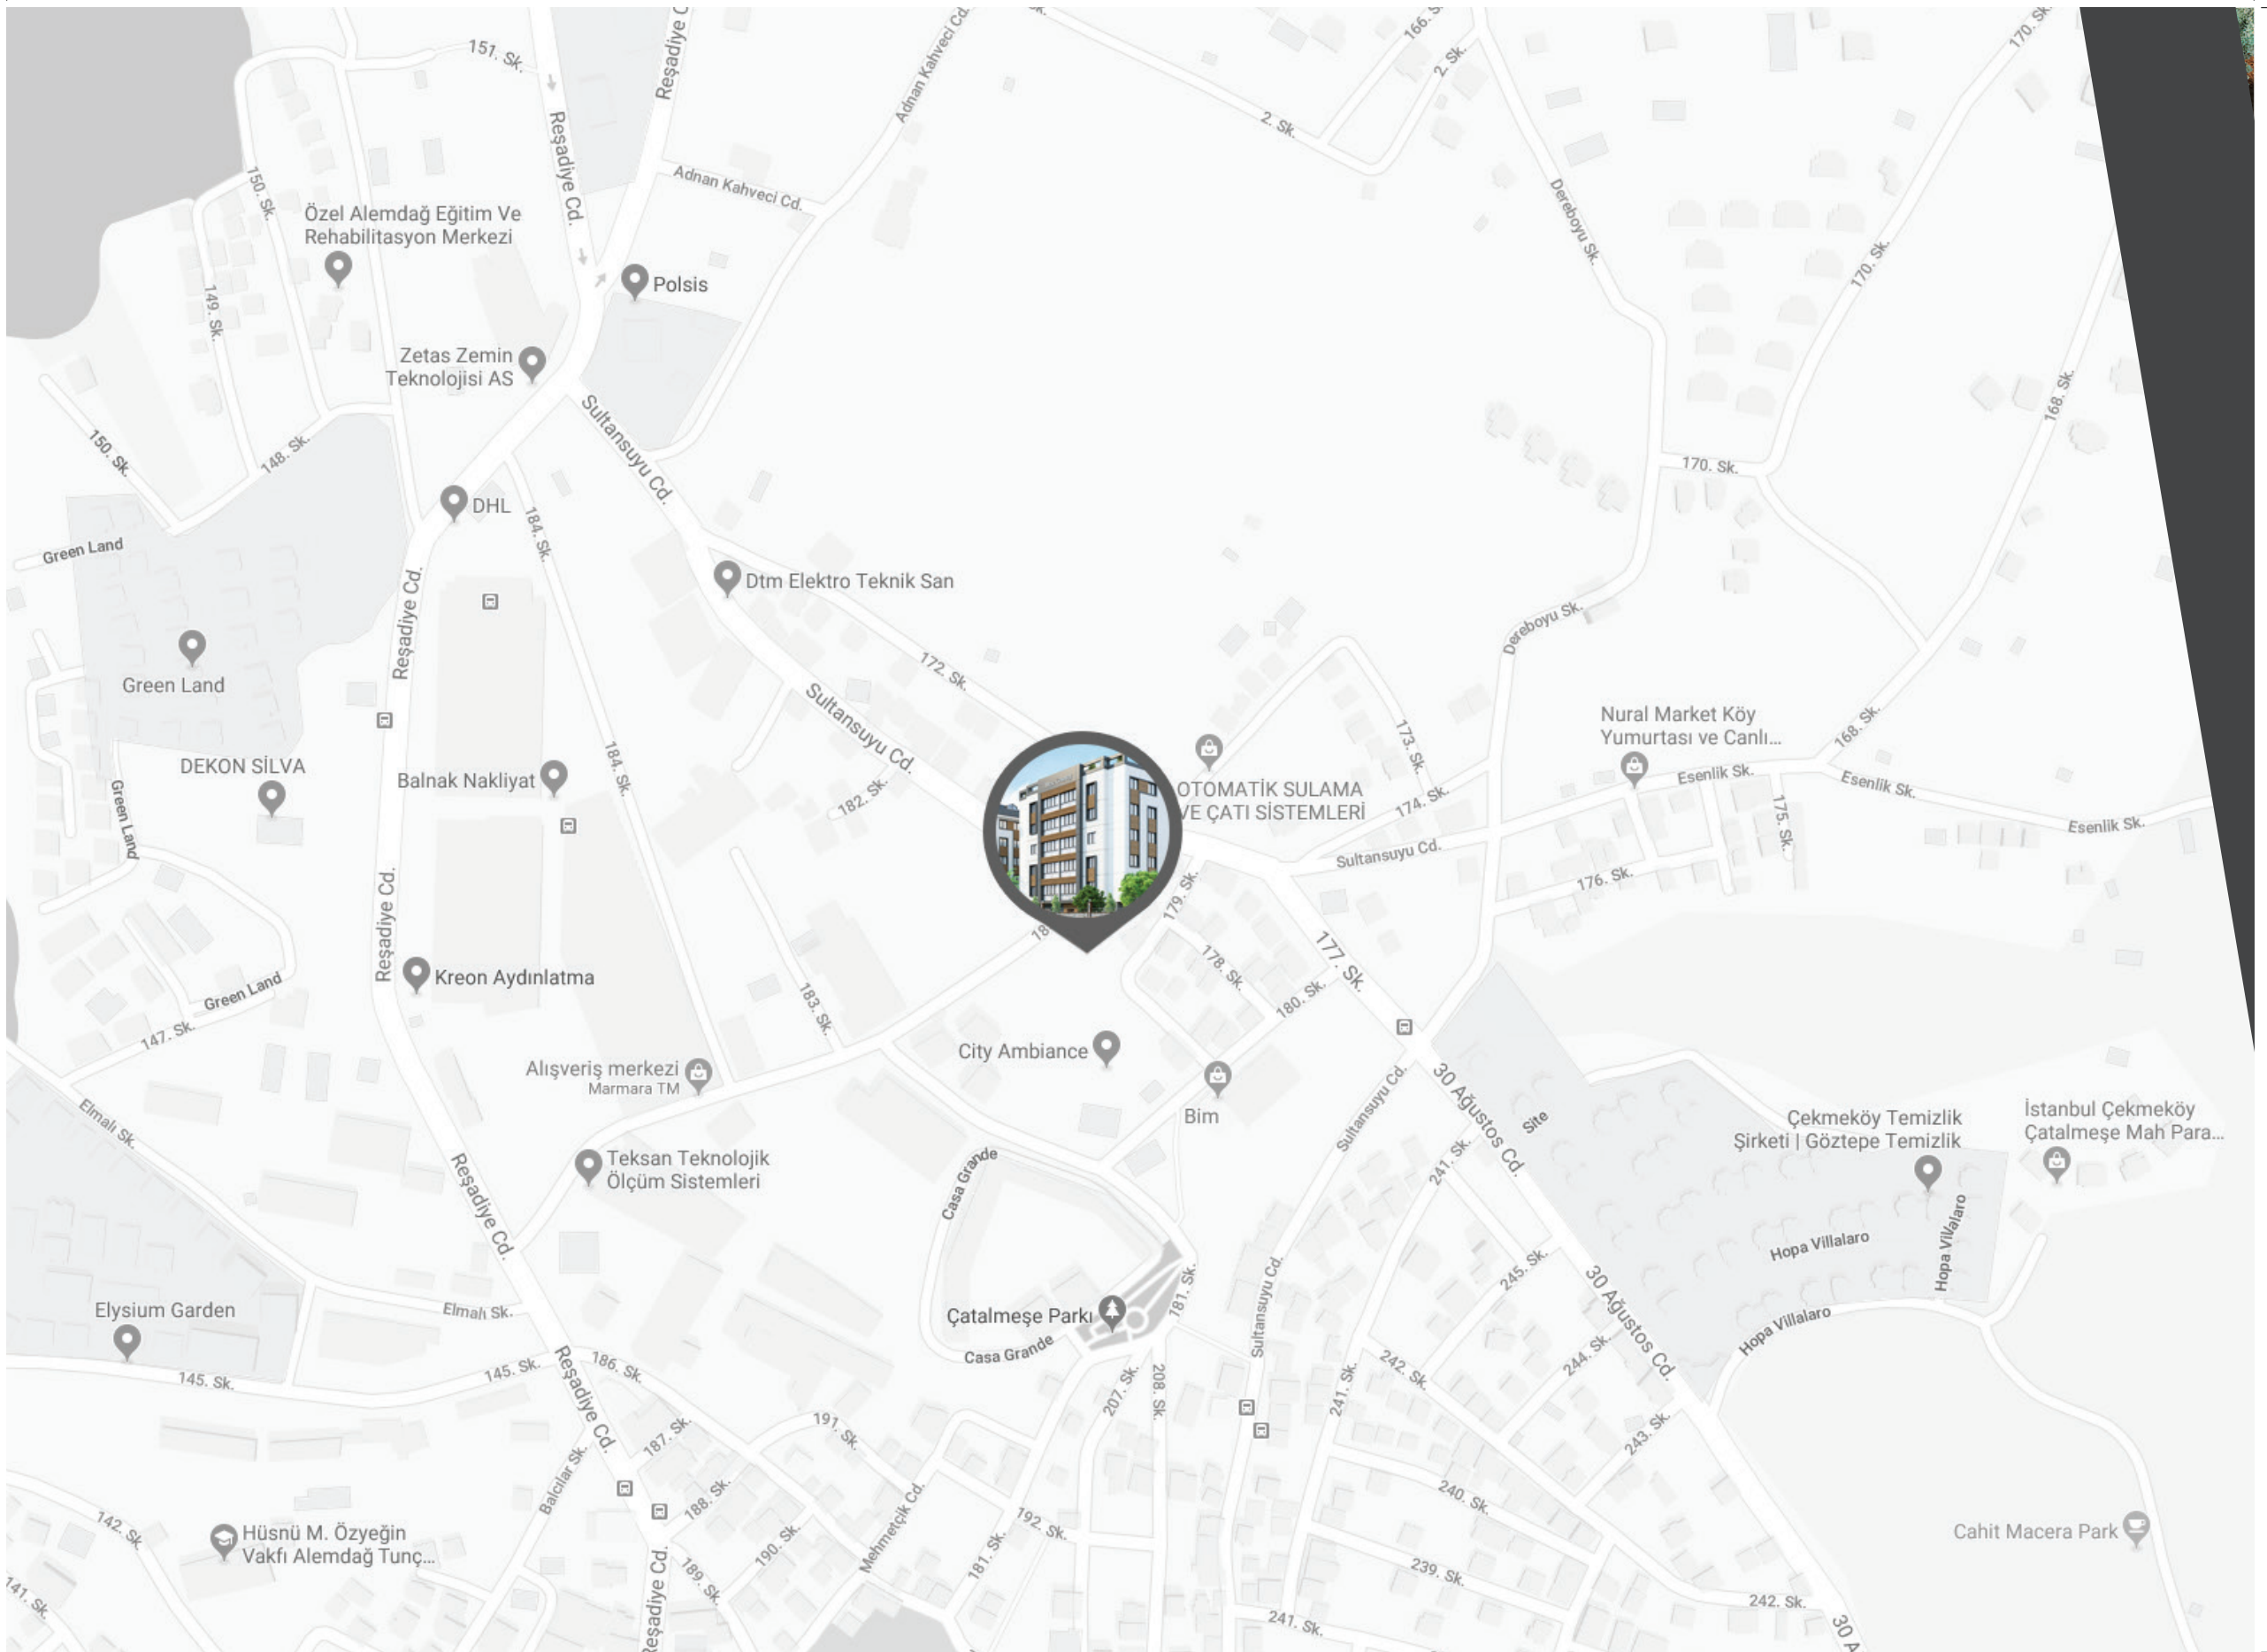 Reşadiye C
170. Sk.
166. S
2. Sk.
151. Sk.
Adnan Kahveci Cd.
Reşadiye Cd.
2. Sk.
Adnan Kahveci Cd.
150. Sk.
Dereboyu Sk.
Özel Alemdağ Eğitim Ve
Rehabilitasyon Merkezi
170. Sk.
Polsis
149. Sk.
Zetas Zemin
Teknolojisi AS
168. Sk.
Sultansuyu Cd.
150. Sk.
148. Sk.
170. Sk.
DHL
184. Sk.
Green Land
Dtm Elektro Teknik San
Reşadiye Cd.
Dereboyu Sk.
Green Land
172. Sk.
Sultansuyu Cd.
173. Sk.
Nural Market Köy
Yumurtası ve Canlı...
168. Sk.
DEKON SİLVA
Balnak Nakliyat
184. Sk.
182. Sk.
OTOMATİK SULAMA
VE ÇATI SİSTEMLERİ
174. Sk.
Esenlik Sk.
Esenlik Sk.
Green Land
175. Sk.
Esenlik Sk.
Sultansuyu Cd.
176. Sk.
179. Sk.
Reşadiye Cd.
18
177. Sk.
178. Sk.
Kreon Aydınlatma
Green Land
183. Sk.
180. Sk.
147. Sk.
City Ambiance
Alışveriş merkezi
Marmara TM
Bim
Sultansuyu Cd.
30 Ağustos Cd.
Site
Elmalı Sk.
Çekmeköy Temizlik
Şirketi | Göztepe Temizlik
İstanbul Çekmeköy
Çatalmeşe Mah Para...
Teksan Teknolojik
Ölçüm Sistemleri
Casa Grande
241. Sk.
Reşadiye Cd.
Hopa Villalaro
Hopa Villalaro
245. Sk.
Elysium Garden
Elmalı Sk.
Çatalmeşe Parkı
181. Sk.
Sultansuyu Cd.
30 Ağustos Cd.
Hopa Villalaro
Casa Grande
145. Sk.
145. Sk.
186. Sk.
Reşadiye Cd.
207. Sk.
208. Sk.
241. Sk.
242. Sk.
244. Sk.
187. Sk.
191. Sk.
243. Sk.
Balcılar Sk.
188. Sk.
240. Sk.
142. Sk.
Hüsnü M. Özyeğin
Vakfı Alemdağ Tunç...
190. Sk.
Mehmetçik Cd.
192. Sk.
181. Sk.
Cahit Macera Park
141. Sk.
Reşadiye Cd.
189. Sk.
239. Sk.
241. Sk.
242. Sk.
30 A